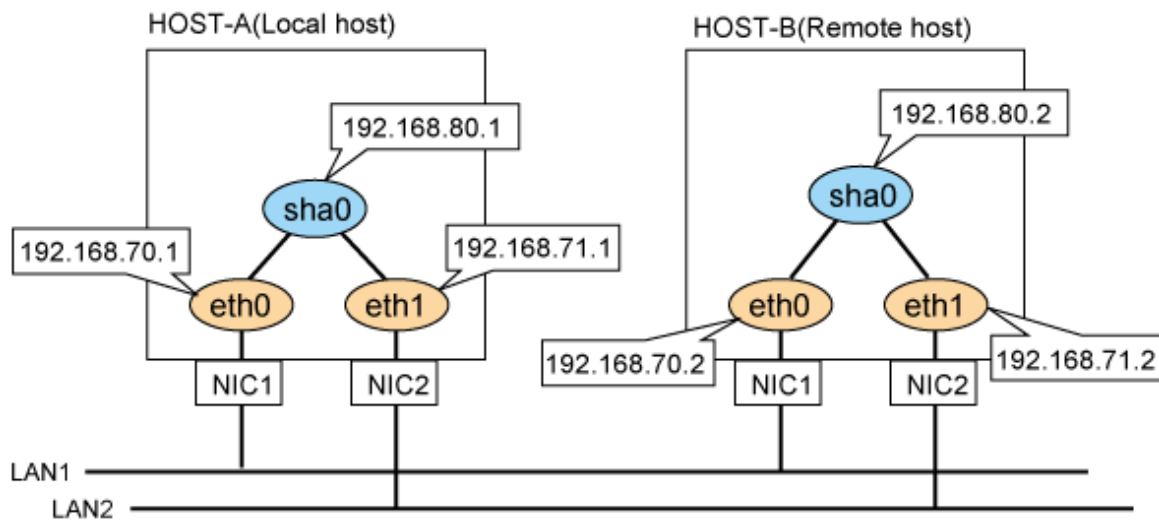 HOST-A(Local host)
HOST-B(Remote host)
192.168.80.1
192.168.80.2
sha0
sha0
192.168.70.1
192.168.71.1
eth0
eth1
eth0
eth1
192.168.70.2
192.168.71.2
NIC1
NIC2
NIC1
NIC2
LAN1
LAN2